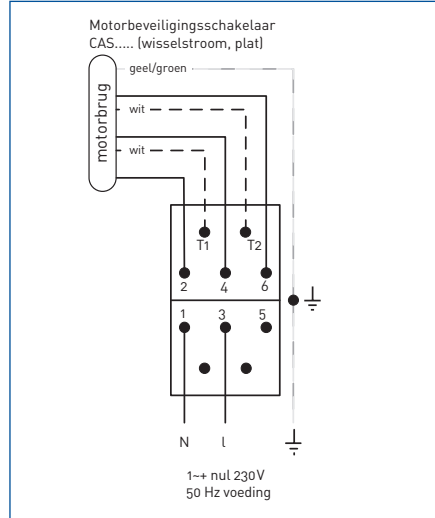 Motorbeveiligingsschakelaar
CAS..... (wisselstroom, plat)
geel/groen
motorbrug
wit
wit
T1 T2
2 4 6
1 3 5
N l
1~+ nul 230V
50 Hz voeding